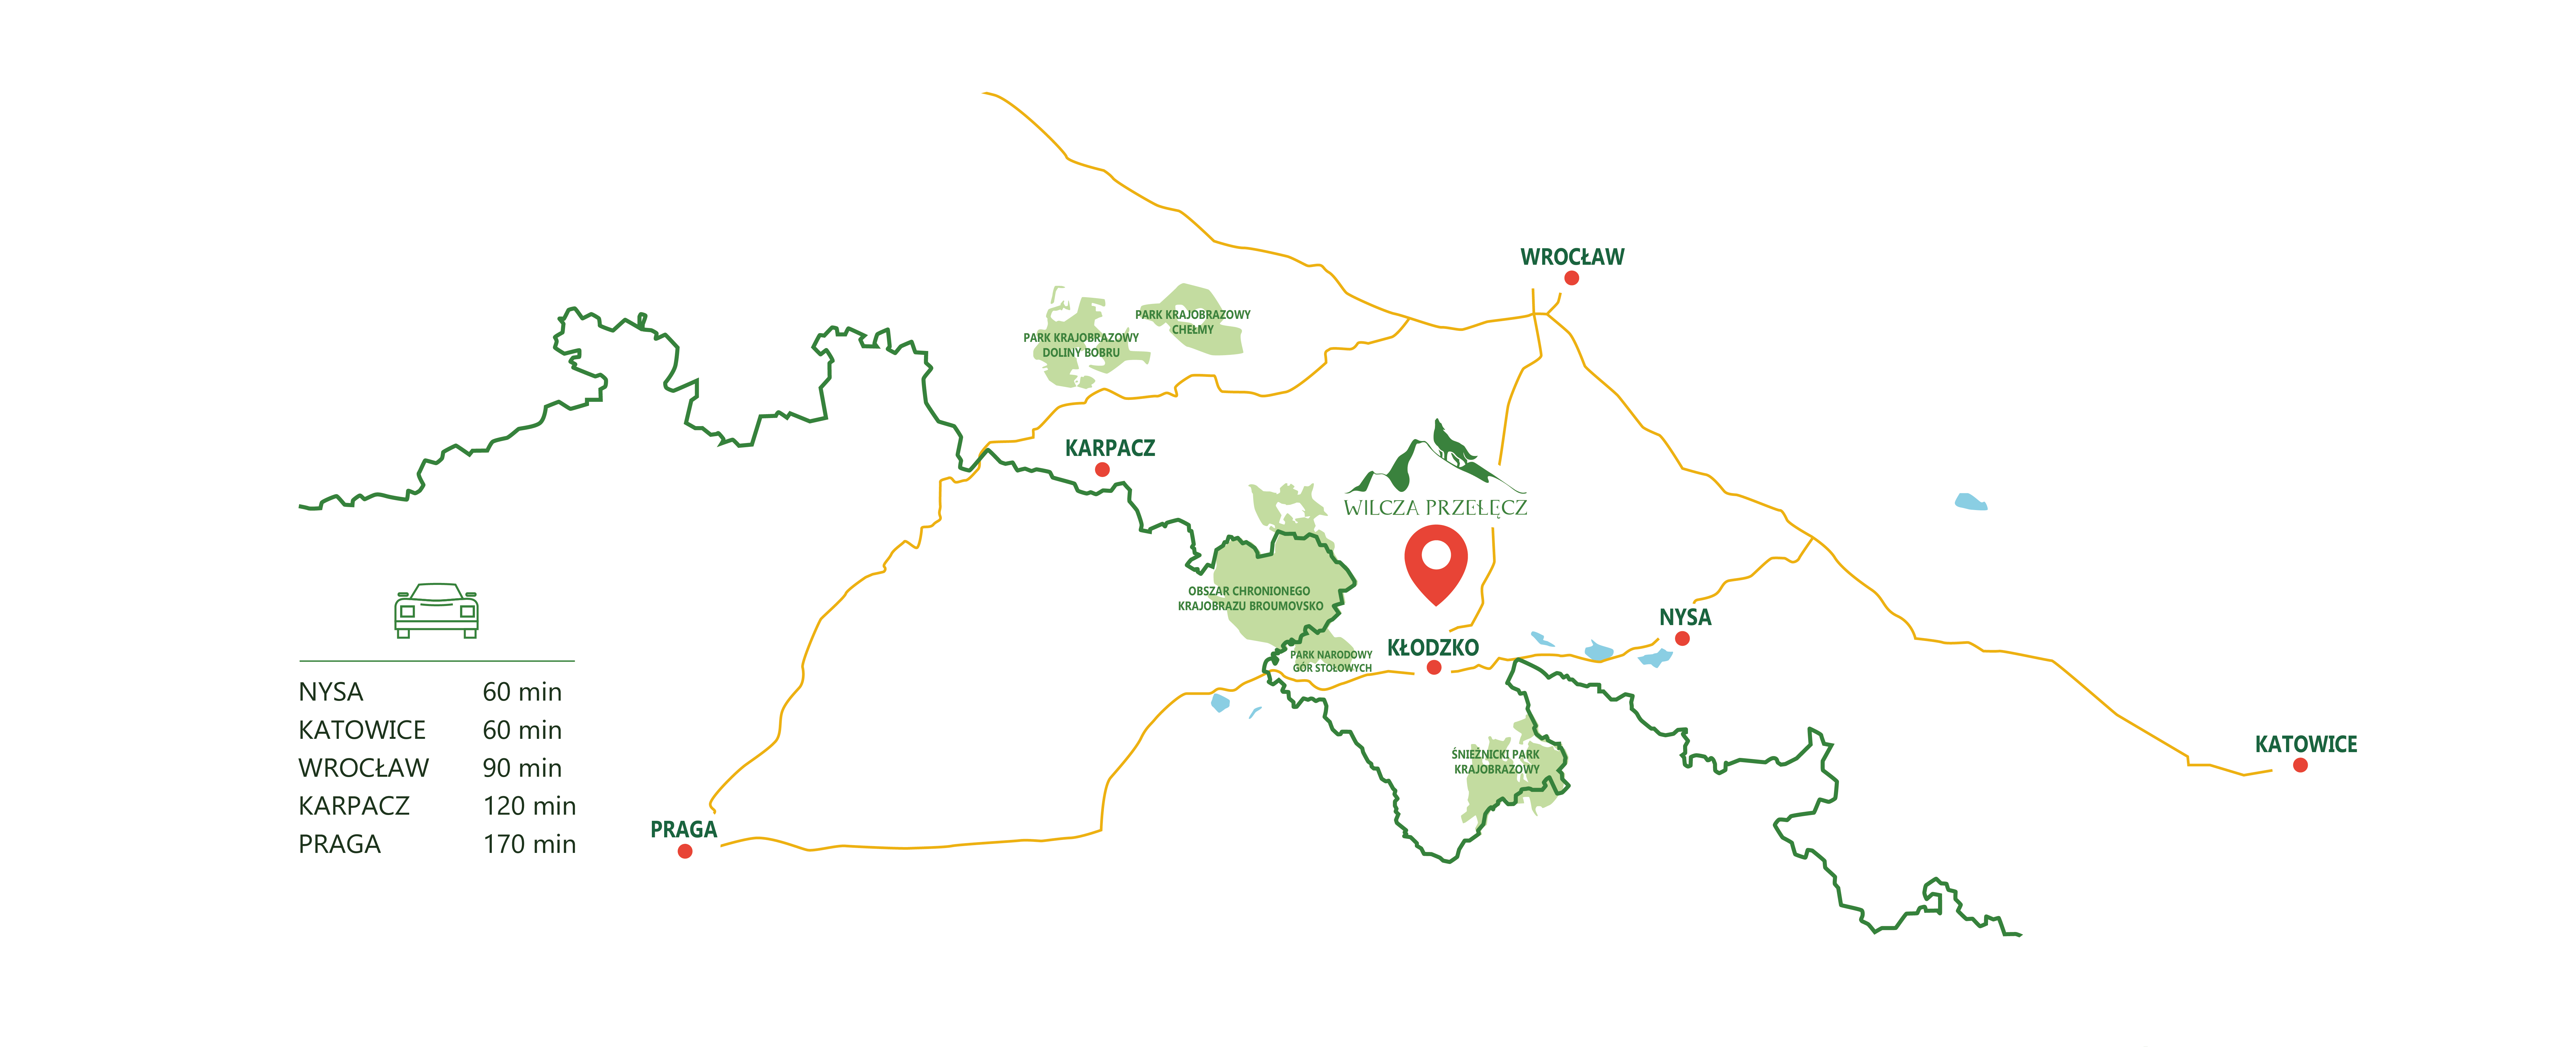 WROCŁAW
PARK KRAJOBRAZOWY
CHEŁMY
PARK KRAJOBRAZOWY
DOLINY BOBRU
KARPACZ
WILCZA PRZEŁĘCZ
OBSZAR CHRONIONEGO
KRAJOBRAZU BROUMOVSKO
NYSA
KŁODZKO
PARK NARODOWY
GÓR STOŁOWYCH
ŚNIEŻNICKI PARK
KRAJOBRAZOWY
KATOWICE
PRAGA
NYSA 60 min
KATOWICE 60 min
WROCŁAW 90 min
KARPACZ 120 min
PRAGA 170 min